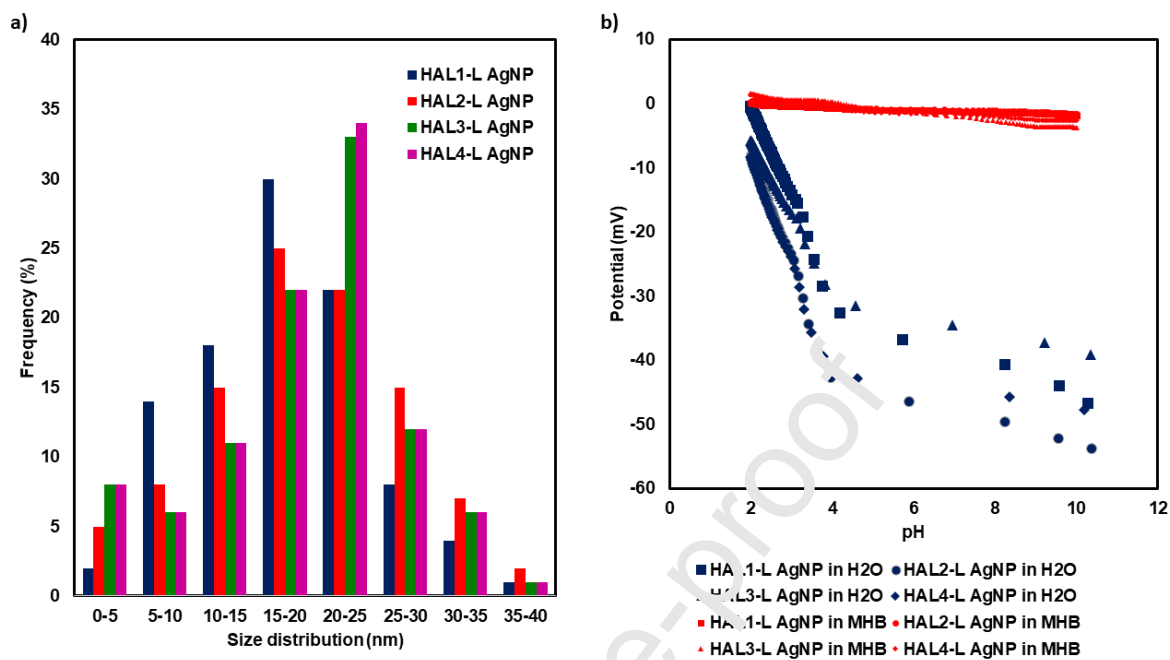 a)
40
35
30
25
20
15
10
5
0
Frequency (%)
HAL1-L AgNP
HAL2-L AgNP
HAL3-L AgNP
HAL4-L AgNP
0-5 5-10 10-15 15-20 20-25 25-30 30-35 35-40
Size distribution (nm)
b)
10
0
-10
-20
-30
-40
-50
-60
Potential (mV)
0 2 4 6 8 10 12
pH
HAL1-L AgNP in H2O HAL2-L AgNP in H2O
HAL3-L AgNP in H2O HAL4-L AgNP in H2O
HAL1-L AgNP in MHB HAL2-L AgNP in MHB
HAL3-L AgNP in MHB HAL4-L AgNP in MHB
e-proof